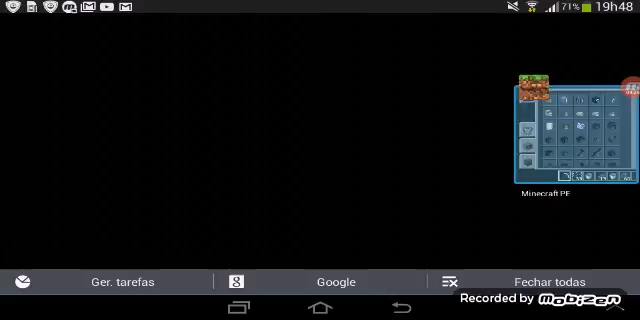 71% 19h48
Minecraft PE
Ger. tarefas Google Fechar todas
Recorded by mobizen